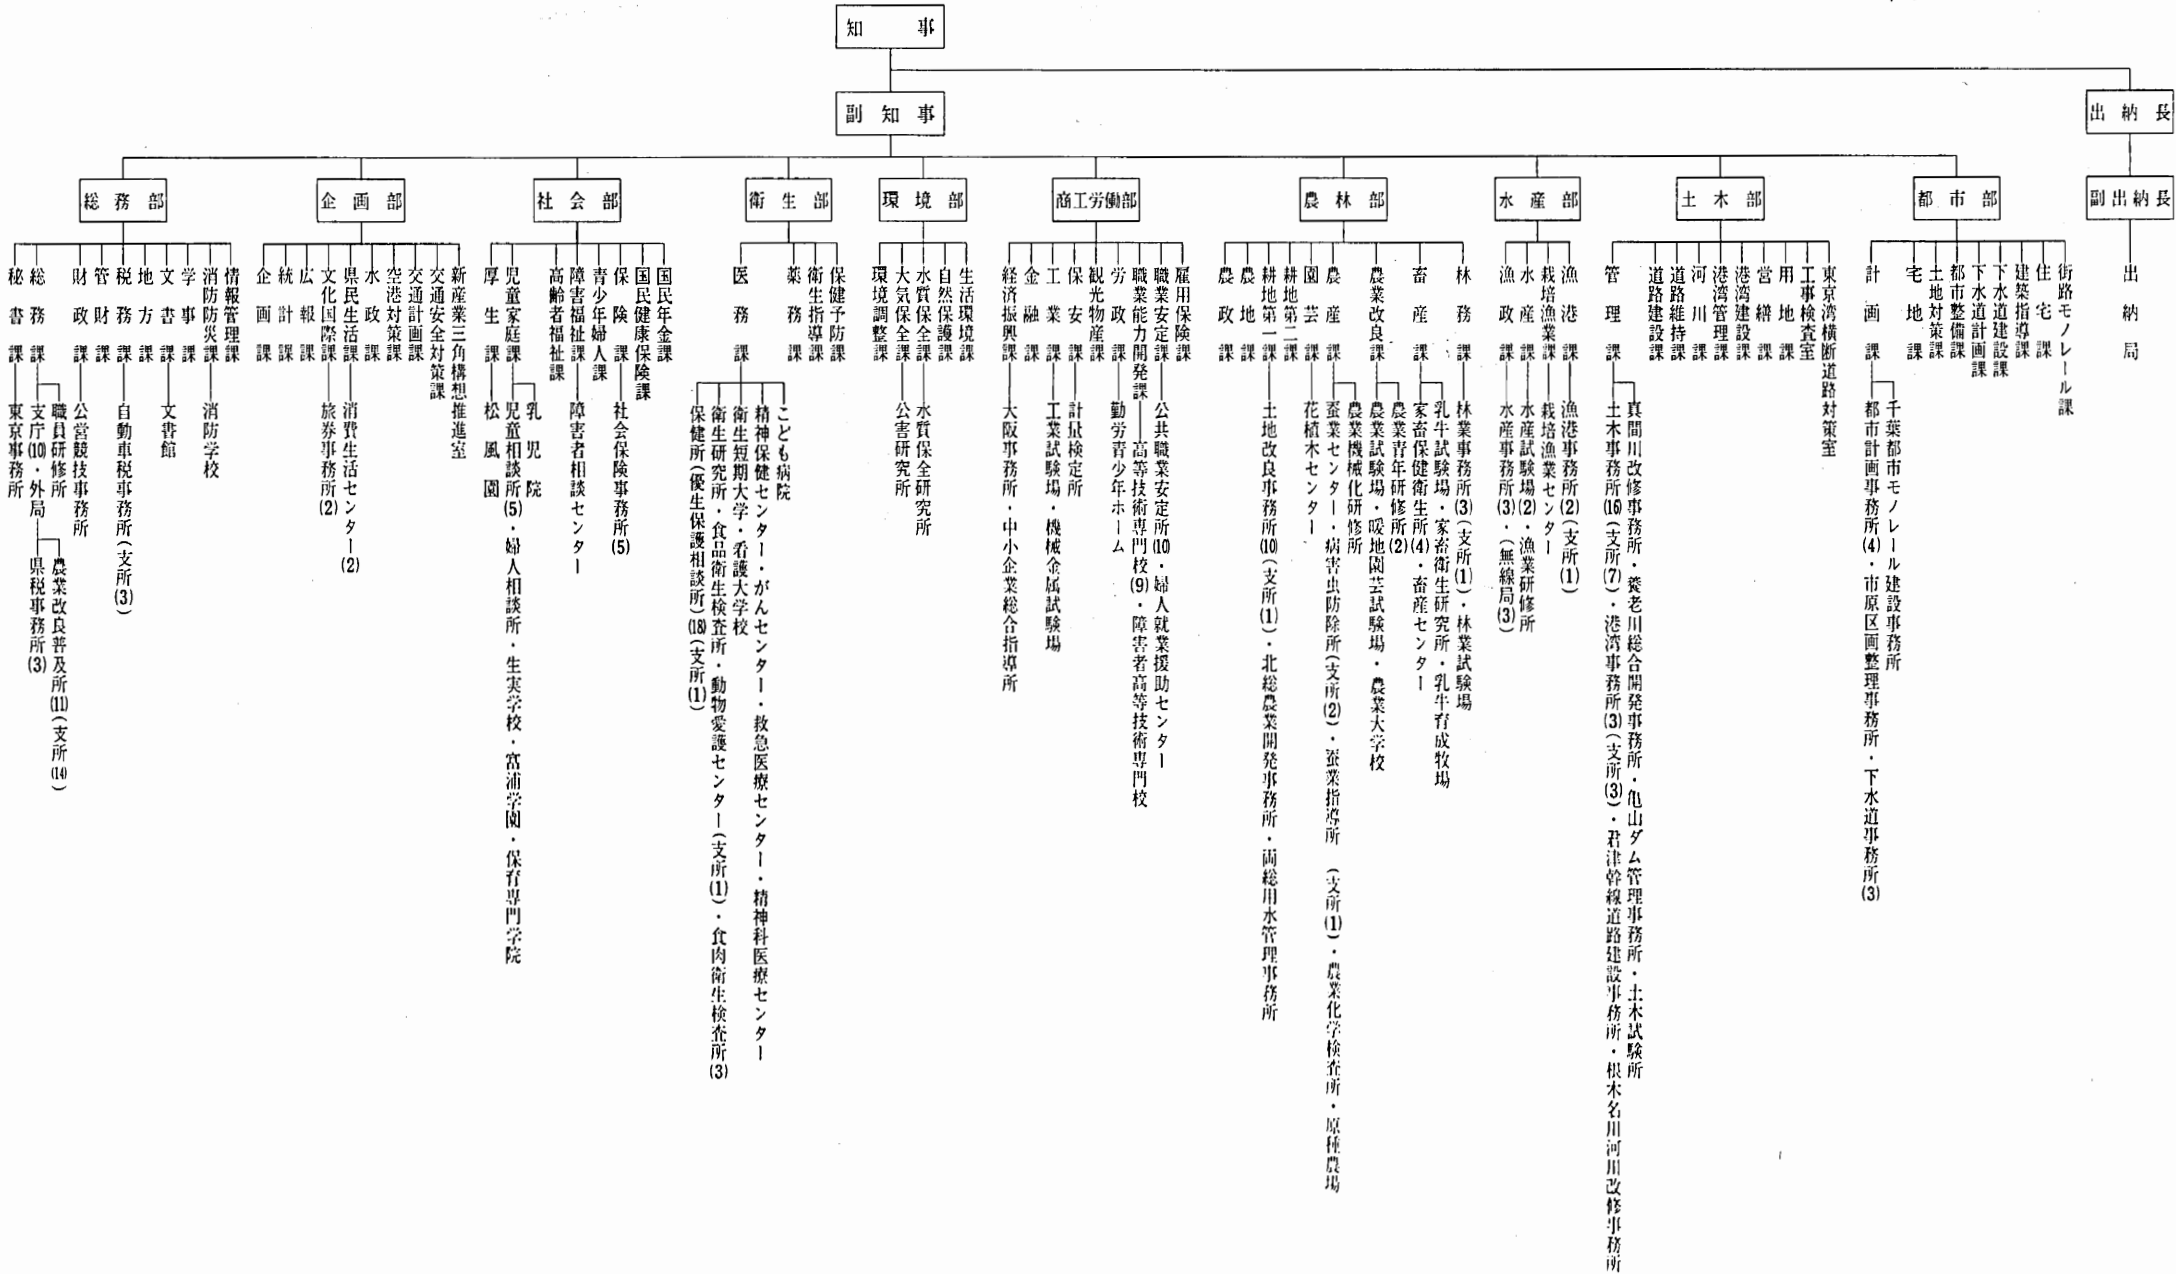 知事
副知事
出納長
副出納長
出納局
総務部
秘書課
東京事務所
総務課
支庁(10)・外局
県税事務所(3)
農業改良普及所(11)(支所(14))
職員研修所
財政課
公営競技事務所
管財課
税務課
自動車税事務所(支所(3))
地方課
文書課
文書館
学事課
消防防災課
消防学校
情報管理課
企画部
企画課
統計課
広報課
文化国際課
旅券事務所(2)
県民生活課
消費生活センター(2)
水政課
空港対策課
交通計画課
交通安全対策課
新産業三角構想推進室
社会部
厚生課
松風園
児童家庭課
児童相談所(5)・婦人相談所・生実学校・富浦学園・保育専門学院
乳児院
高齢者福祉課
障害福祉課
障害者相談センター
青少年婦人課
保険課
社会保険事務所(5)
国民健康保険課
国民年金課
衛生部
医務課
保健所(優生保護相談所)(18)(支所(1))
衛生研究所・食品衛生検査所・動物愛護センター(支所(1))・食肉衛生検査所(3)
衛生短期大学・看護大学校
精神保健センター・がんセンター・救急医療センター・精神科医療センター
こども病院
薬務課
衛生指導課
保健予防課
環境部
環境調整課
大気保全課
公害研究所
水質保全課
水質保全研究所
自然保護課
生活環境課
商工労働部
経済振興課
大阪事務所・中小企業総合指導所
金融課
工業課
工業試験場・機械金属試験場
保安課
計量検定所
観光物産課
労政課
勤労青少年ホーム
職業能力開発課
高等技術専門校(9)・障害者高等技術専門校
職業安定課
公共職業安定所(10)・婦人就業援助センター
雇用保険課
農林部
農政課
農地課
耕地第一課
土地改良事務所(10)(支所(1))・北総農業開発事務所・両総用水管理事務所
耕地第二課
園芸課
花植木センター
農産課
蚕業センター・病害虫防除所(支所(2))・蚕業指導所(支所(1))・農業化学検査所・原種農場
農業機械化研修所
農業改良課
農業試験場・暖地園芸試験場・農業大学校
農業青年研修所(2)
畜産課
家畜保健衛生所(4)・畜産センター
乳牛試験場・家畜衛生研究所・乳牛育成牧場
林務課
林業事務所(3)(支所(1))・林業試験場
水産部
漁政課
水産事務所(3)・(無線局(3))
水産課
水産試験場(2)・漁業研修所
栽培漁業課
栽培漁業センター
漁港課
漁港事務所(2)(支所(1))
土木部
管理課
土木事務所(16)(支所(7))・港湾事務所(3)(支所(3))・君津幹線道路建設事務所・根木名川河川改修事務所
真間川改修事務所・養老川総合開発事務所・亀山ダム管理事務所・土木試験所
道路建設課
道路維持課
河川課
港湾管理課
港湾建設課
営繕課
用地課
工事検査室
東京湾横断道路対策室
都市部
計画課
都市計画事務所(4)・市原区画整理事務所・下水道事務所(3)
千葉都市モノレール建設事務所
宅地課
土地対策課
都市整備課
下水道計画課
下水道建設課
建築指導課
住宅課
街路モノレール課